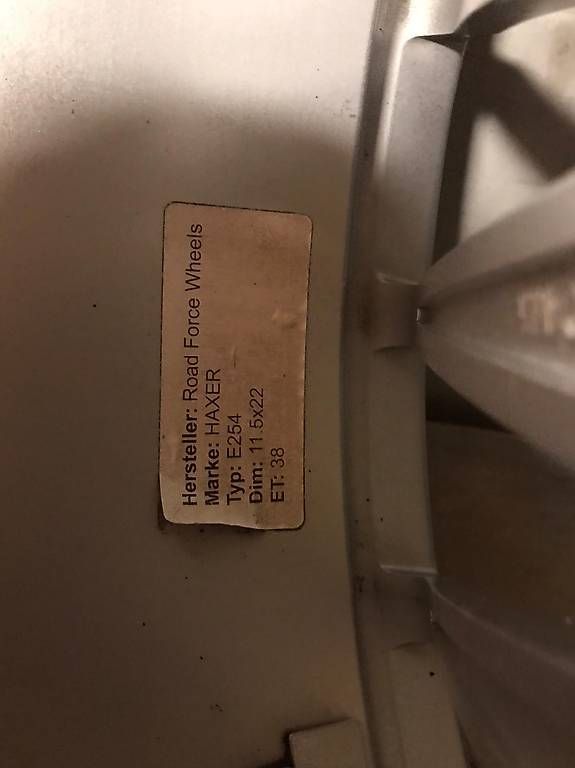 Hersteller: Road Force Wheels
Marke: HAXER
Typ: E254
Dim: 11.5x22
ET: 38